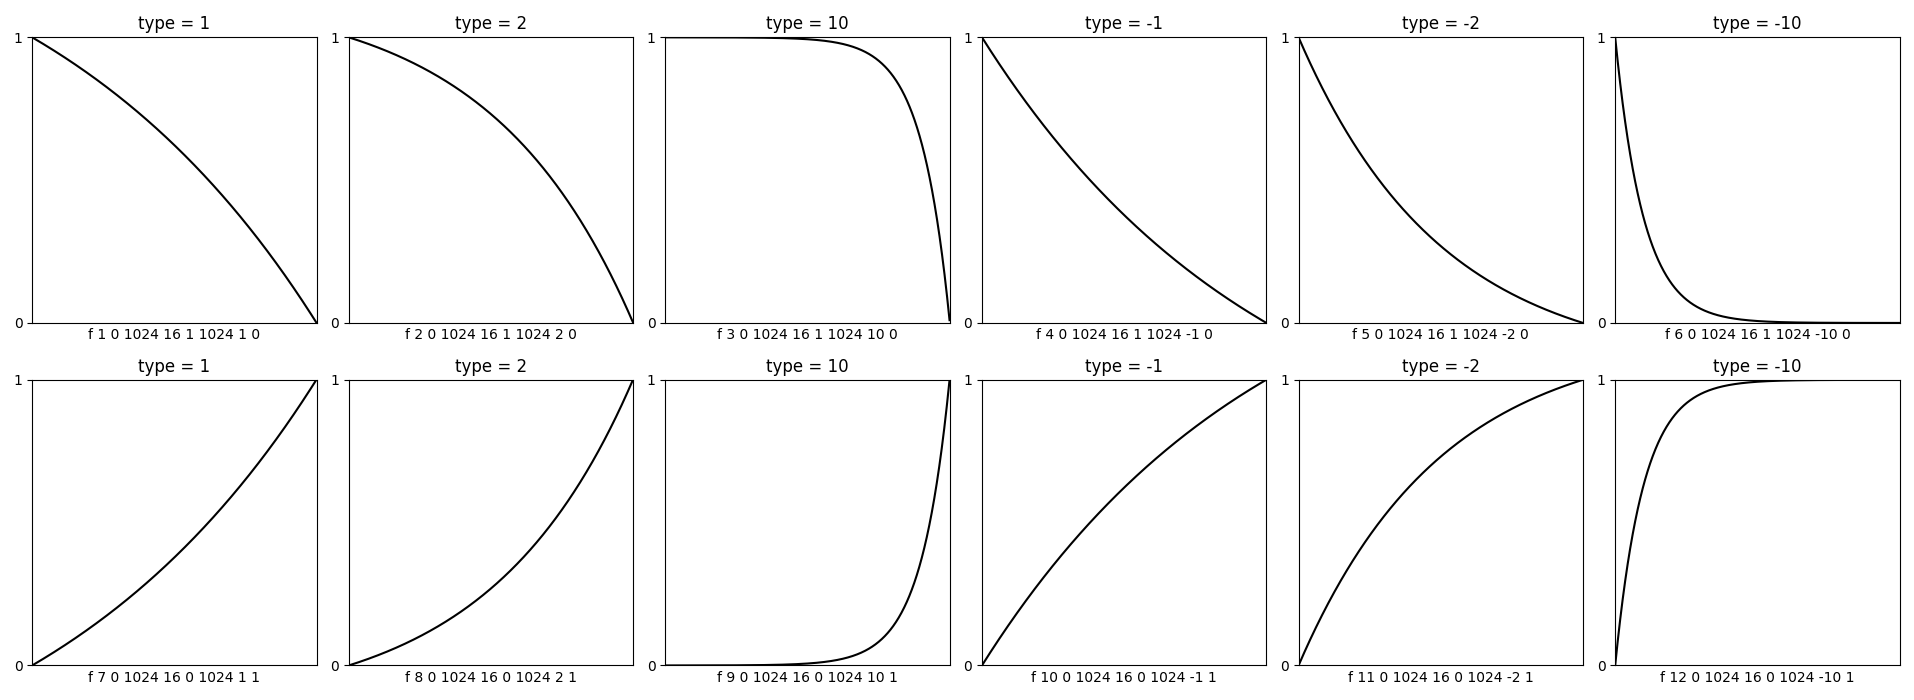 type = 1
type = 2
type = 10
type = -1
type = -2
type = -10
1
1
1
1
1
1
0
0
0
0
0
0
f 1 0 1024 16 1 1024 1 0
f 2 0 1024 16 1 1024 2 0
f 3 0 1024 16 1 1024 10 0
f 4 0 1024 16 1 1024 -1 0
f 5 0 1024 16 1 1024 -2 0
f 6 0 1024 16 1 1024 -10 0
type = 1
type = 2
type = 10
type = -1
type = -2
type = -10
1
1
1
1
1
1
0
0
0
0
0
0
f 7 0 1024 16 0 1024 1 1
f 8 0 1024 16 0 1024 2 1
f 9 0 1024 16 0 1024 10 1
f 10 0 1024 16 0 1024 -1 1
f 11 0 1024 16 0 1024 -2 1
f 12 0 1024 16 0 1024 -10 1